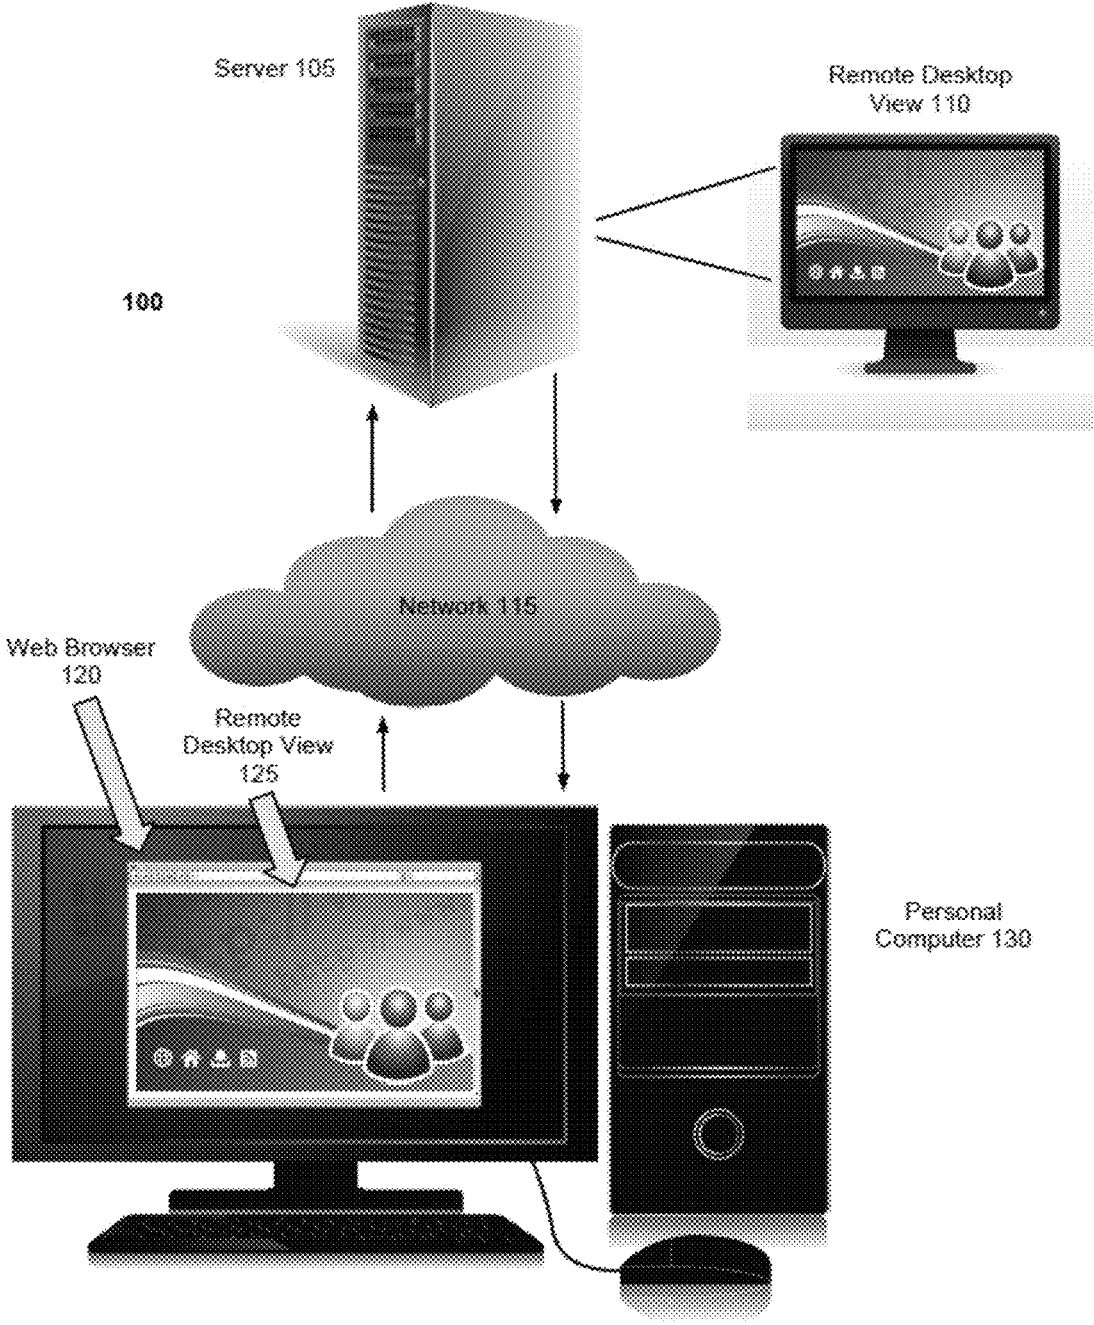 Server 105
Remote Desktop
View 110
100
Network 115
Web Browser
120
Remote
Desktop View
125
Personal
Computer 130